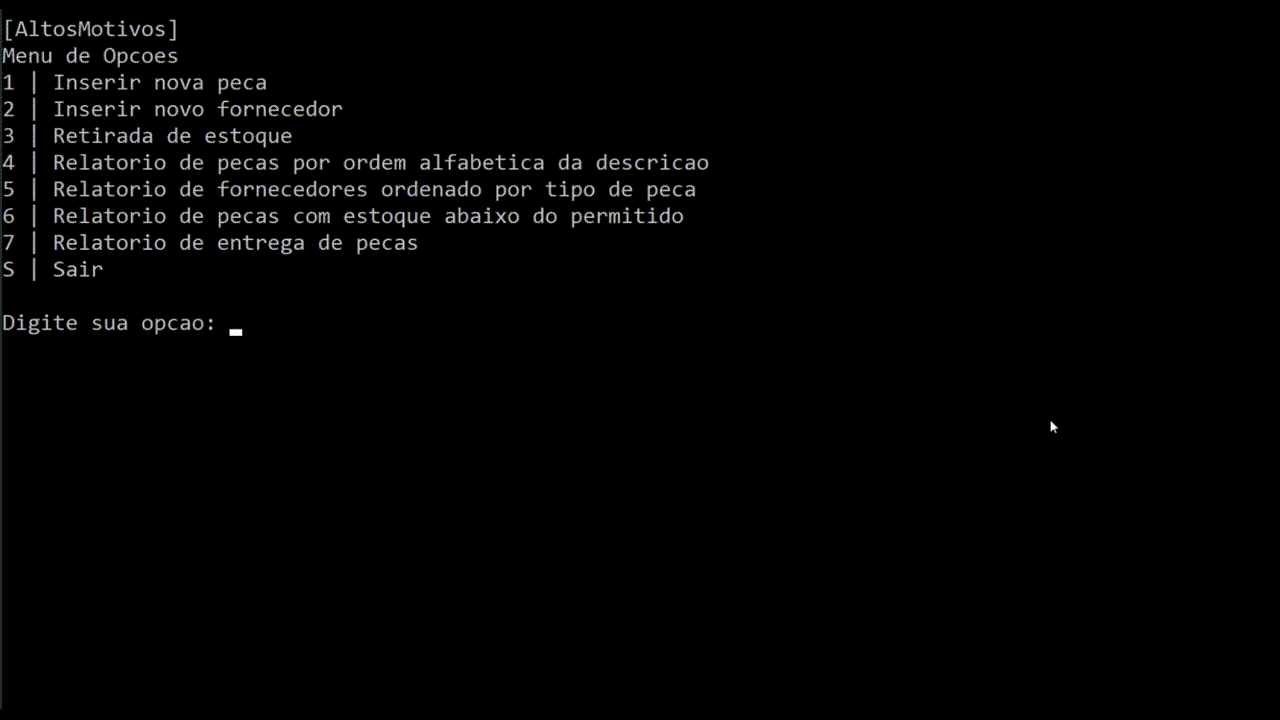 [AltosMotivos]
Menu de Opcoes
1 | Inserir nova peca
2 | Inserir novo fornecedor
3 | Retirada de estoque
4 | Relatorio de pecas por ordem alfabetica da descricao
5 | Relatorio de fornecedores ordenado por tipo de peca
6 | Relatorio de pecas com estoque abaixo do permitido
7 | Relatorio de entrega de pecas
S | Sair
Digite sua opcao: